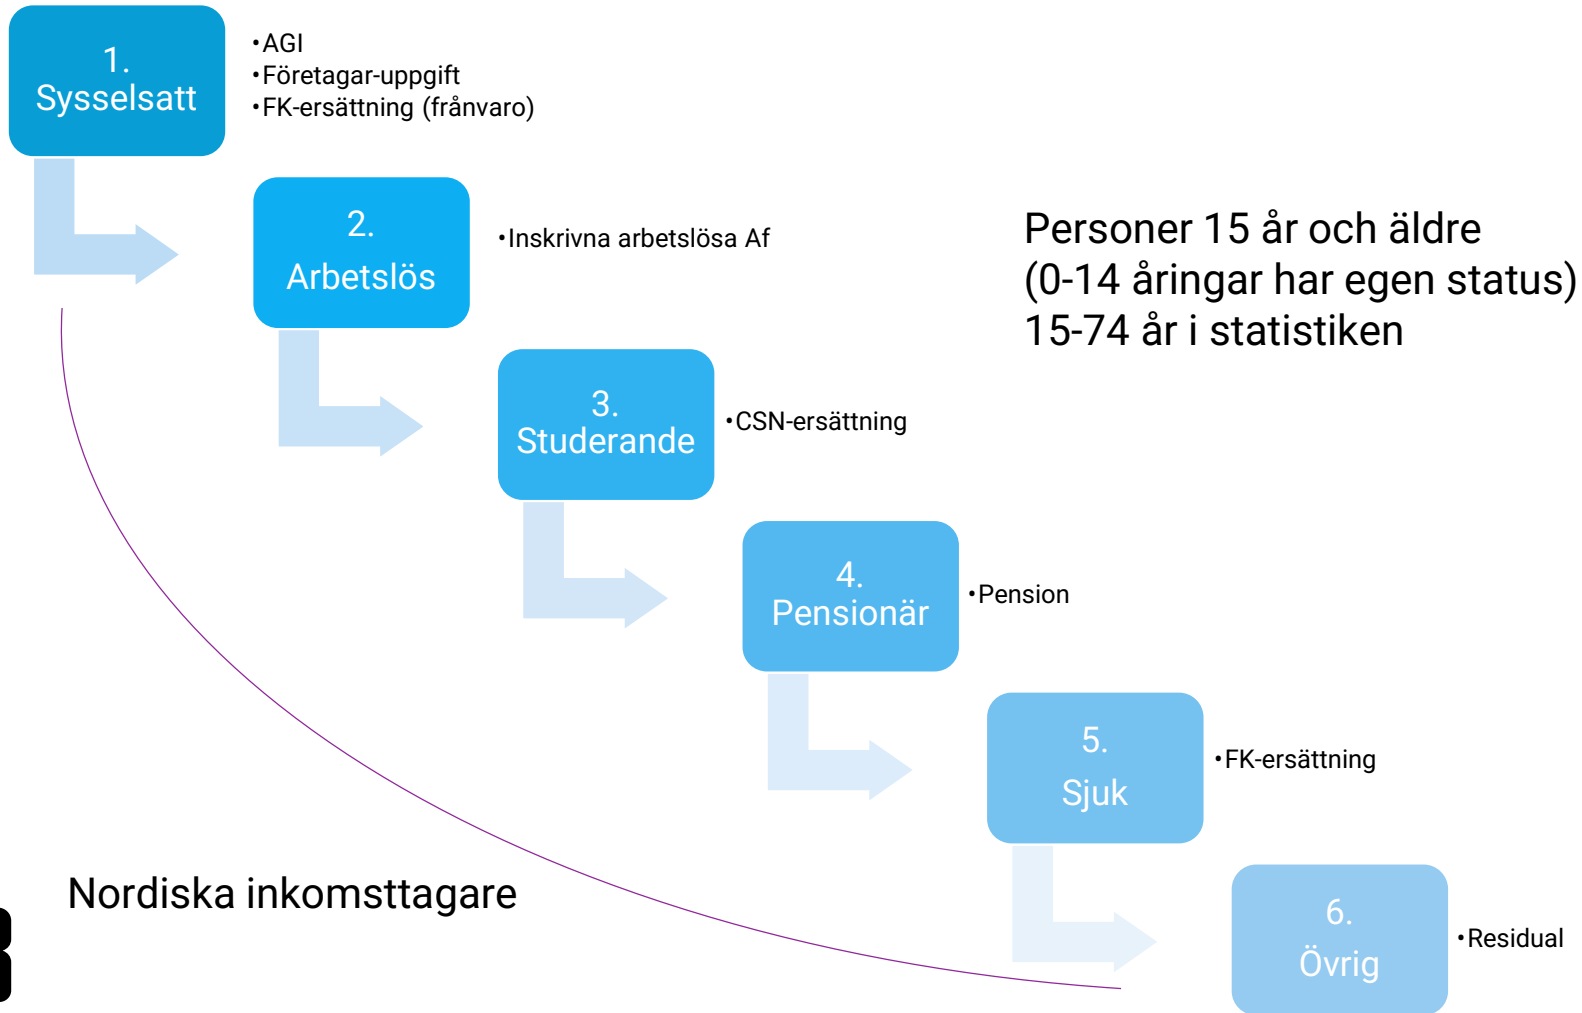 1.
Sysselsatt
•AGI
•Företagar-uppgift
•FK-ersättning (frånvaro)
2.
Arbetslös
•Inskrivna arbetslösa Af
Personer 15 år och äldre
(0-14 åringar har egen status)
15-74 år i statistiken
3.
Studerande
•CSN-ersättning
4.
Pensionär
•Pension
5.
Sjuk
•FK-ersättning
Nordiska inkomsttagare
6.
Övrig
•Residual